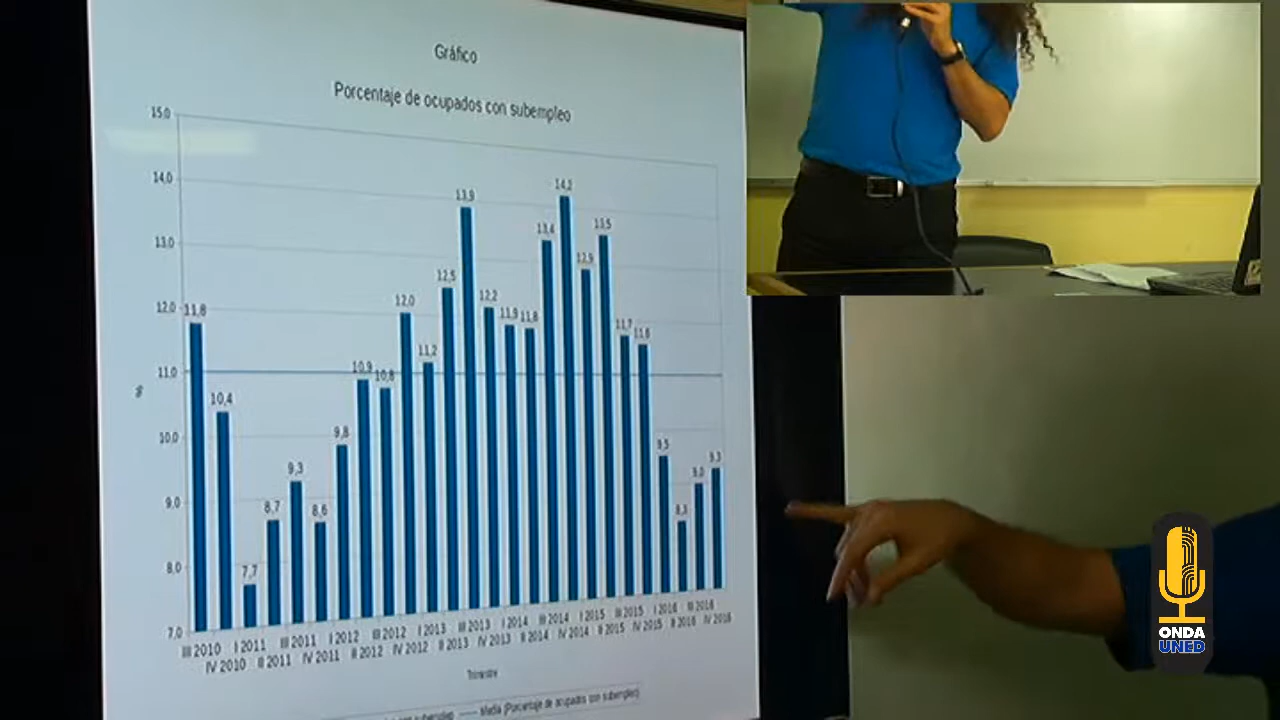 Gráfico
Porcentaje de ocupados con subempleo
15.0
14.0
13.0
12.0
11.0
10.0
9.0
8.0
7.0
%
11,8
10,4
7,7
8,7
9,3
8,6
9,8
10,9
10,8
12,0
11,2
12,5
13,9
12,2
11,9
11,8
13,4
14,2
12,9
13,5
11,7
11,6
9,5
8,3
9,0
9,3
III 2010
I 2011
III 2011
I 2012
III 2012
I 2013
III 2013
I 2014
III 2014
I 2015
III 2015
I 2016
III 2016
IV 2010
II 2011
IV 2011
II 2012
IV 2012
II 2013
IV 2013
II 2014
IV 2014
II 2015
IV 2015
II 2016
IV 2016
Trimestre
Media (Porcentaje de ocupados con subempleo)
ONDA
UNED